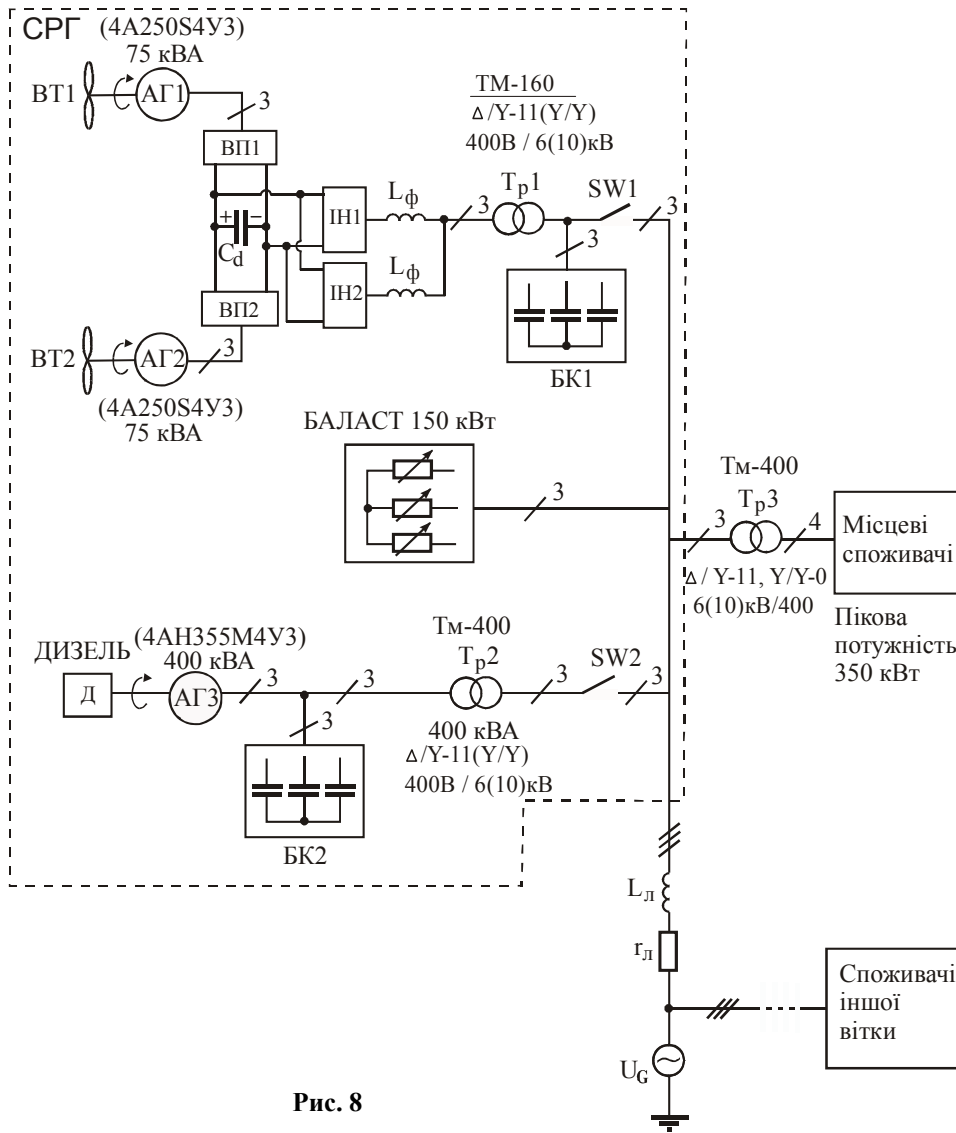 СРГ
(4А250S4У3)
75 кВА
ВТ1
АГ1
3
ВП1
+
−
Cd
ВП2
ВТ2
АГ2
3
(4А250S4У3)
75 кВА
ІН1
ІН2
Lф
Lф
3
ТМ-160
Δ/Y-11(Y/Y)
400В / 6(10)кВ
Тр1
SW1
3
3
БК1
БАЛАСТ 150 кВт
3
Тм-400
Тр3
3
4
Δ/ Y-11, Y/Y-0
6(10)кВ/400
Місцеві
споживачі
Пікова
потужність
350 кВт
ДИЗЕЛЬ
Д
(4АН355М4У3)
400 кВА
АГ3
3
3
3
БК2
Тм-400
Тр2
400 кВА
Δ/Y-11(Y/Y)
400В / 6(10)кВ
3
SW2
3
Lл
rл
UG
Споживачі
іншої
вітки
Рис. 8